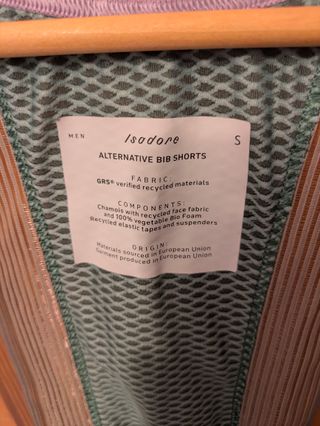 MEN Isadore S
ALTERNATIVE BIB SHORTS
FABRIC:
GRS® verified recycled materials
COMPONENTS:
Chamois with recycled face fabric
and 100% vegetable Bio Foam
Recycled elastic tapes and suspenders
ORIGIN:
Materials sourced in European Union
Garment produced in European Union